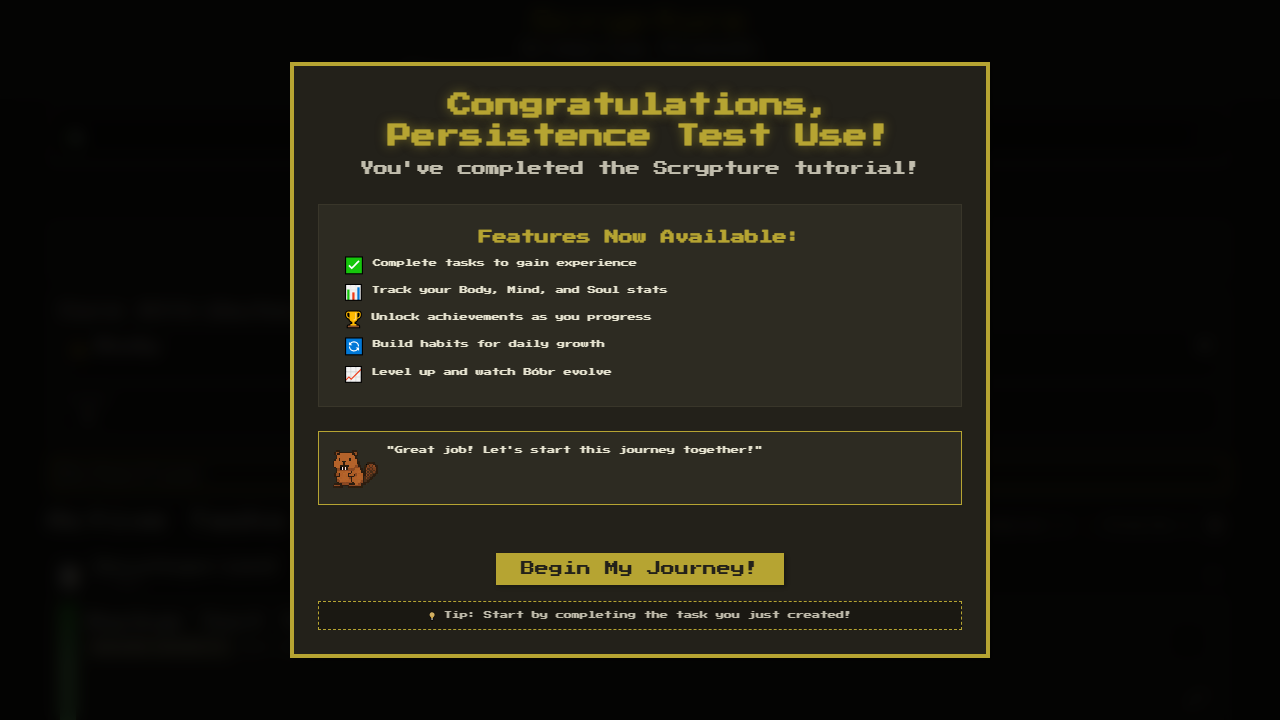 Congratulations,
Persistence Test Use!
You've completed the Scrypture tutorial!
Features Now Available:
Complete tasks to gain experience
Track your Body, Mind, and Soul stats
Unlock achievements as you progress
Build habits for daily growth
Level up and watch Bóbr evolve
"Great job! Let's start this journey together!"
Begin My Journey!
Tip: Start by completing the task you just created!